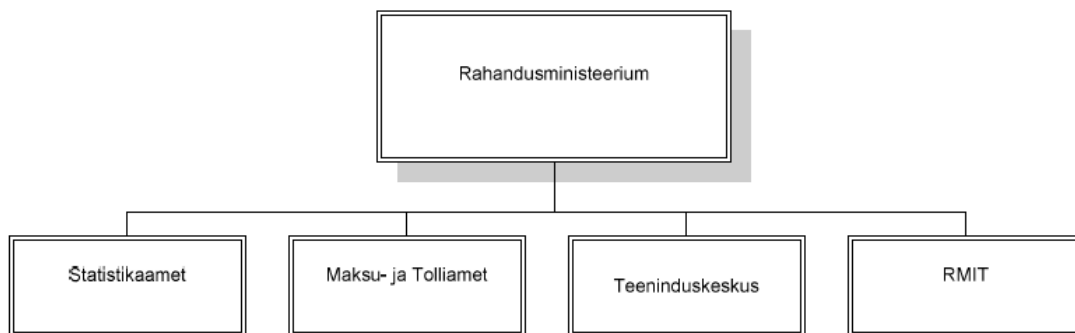 Rahandusministeerium
Statistikaamet
Maksu- ja Tolliamet
Teeninduskeskus
RMIT